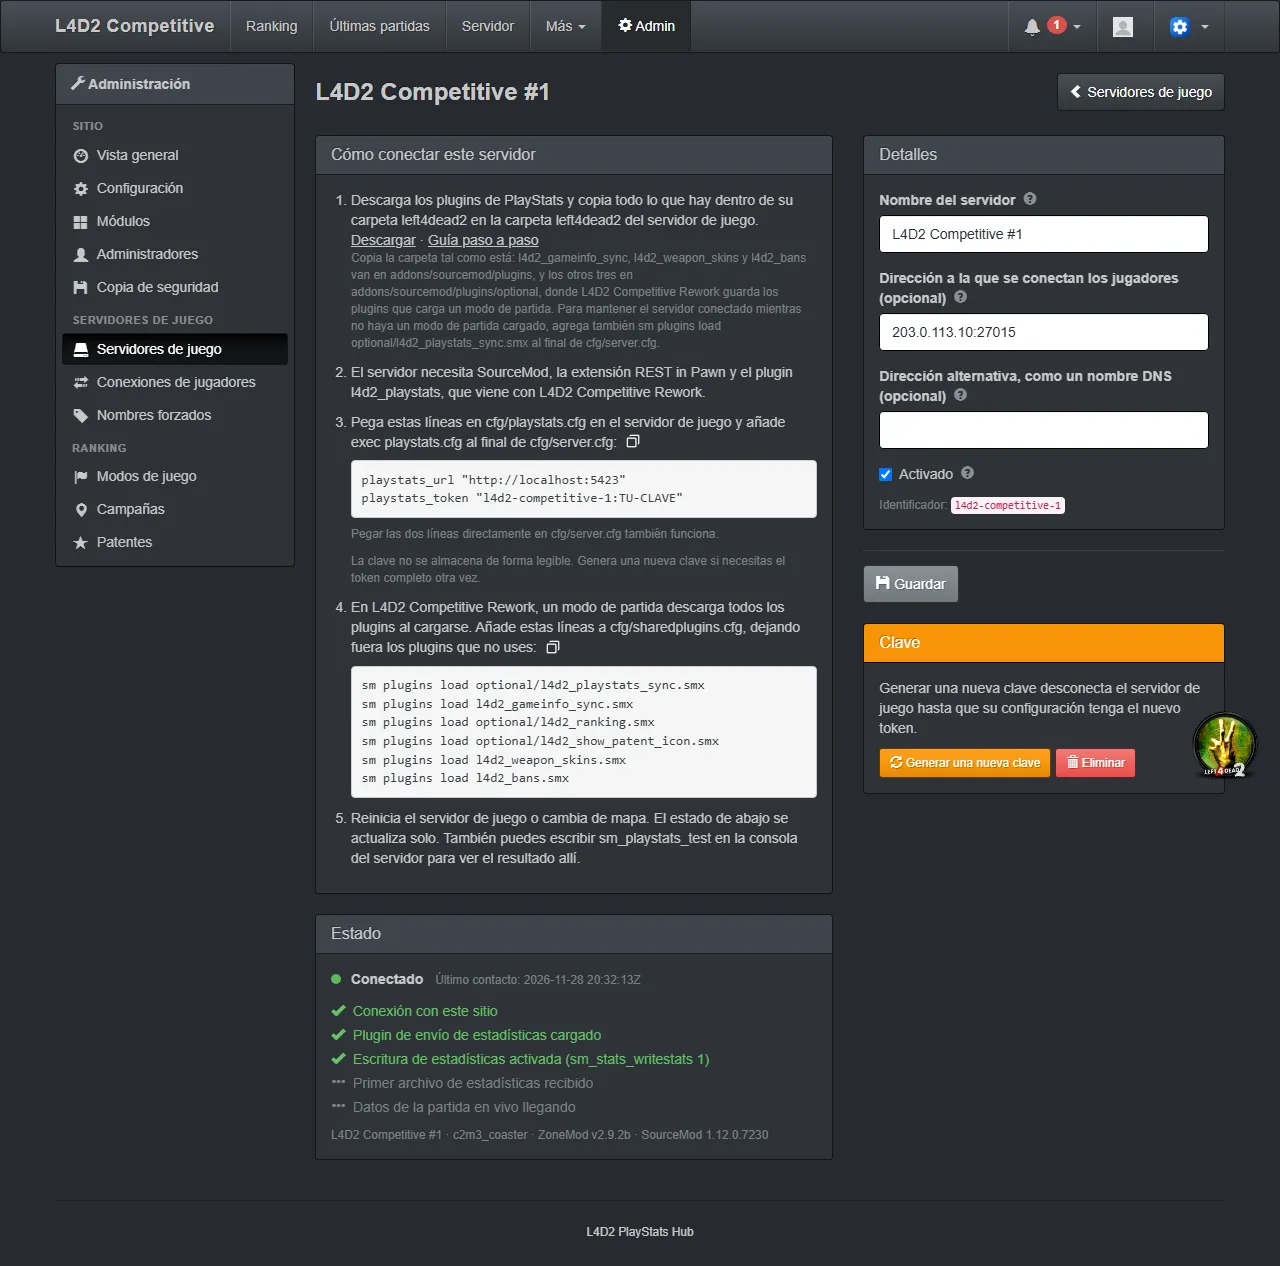 L4D2 Competitive
Ranking
Últimas partidas
Servidor
Más
Admin
1
Administración
SITIO
Vista general
Configuración
Módulos
Administradores
Copia de seguridad
SERVIDORES DE JUEGO
Servidores de juego
Conexiones de jugadores
Nombres forzados
RANKING
Modos de juego
Campañas
Patentes
L4D2 Competitive #1
Servidores de juego
Cómo conectar este servidor
1. Descarga los plugins de PlayStats y copia todo lo que hay dentro de su
carpeta left4dead2 en la carpeta left4dead2 del servidor de juego.
Descargar · Guía paso a paso
Copia la carpeta tal como está: l4d2_gameinfo_sync, l4d2_weapon_skins y l4d2_bans
van en addons/sourcemod/plugins, y los otros tres en
addons/sourcemod/plugins/optional, donde L4D2 Competitive Rework guarda los
plugins que carga un modo de partida. Para mantener el servidor conectado mientras
no haya un modo de partida cargado, agrega también sm plugins load
optional/l4d2_playstats_sync.smx al final de cfg/server.cfg.
2. El servidor necesita SourceMod, la extensión REST in Pawn y el plugin
l4d2_playstats, que viene con L4D2 Competitive Rework.
3. Pega estas líneas en cfg/playstats.cfg en el servidor de juego y añade
exec playstats.cfg al final de cfg/server.cfg:
playstats_url "http://localhost:5423"
playstats_token "l4d2-competitive-1:TU-CLAVE"
Pegar las dos líneas directamente en cfg/server.cfg también funciona.
La clave no se almacena de forma legible. Genera una nueva clave si necesitas el
token completo otra vez.
4. En L4D2 Competitive Rework, un modo de partida descarga todos los
plugins al cargarse. Añade estas líneas a cfg/sharedplugins.cfg, dejando
fuera los plugins que no uses:
sm plugins load optional/l4d2_playstats_sync.smx
sm plugins load l4d2_gameinfo_sync.smx
sm plugins load optional/l4d2_ranking.smx
sm plugins load optional/l4d2_show_patent_icon.smx
sm plugins load l4d2_weapon_skins.smx
sm plugins load l4d2_bans.smx
5. Reinicia el servidor de juego o cambia de mapa. El estado de abajo se
actualiza solo. También puedes escribir sm_playstats_test en la consola
del servidor para ver el resultado allí.
Estado
Conectado Último contacto: 2026-11-28 20:32:13Z
Conexión con este sitio
Plugin de envío de estadísticas cargado
Escritura de estadísticas activada (sm_stats_writestats 1)
Primer archivo de estadísticas recibido
Datos de la partida en vivo llegando
L4D2 Competitive #1 · c2m3_coaster · ZoneMod v2.9.2b · SourceMod 1.12.0.7230
Detalles
Nombre del servidor
L4D2 Competitive #1
Dirección a la que se conectan los jugadores
(opcional)
203.0.113.10:27015
Dirección alternativa, como un nombre DNS
(opcional)
Activado
Identificador: l4d2-competitive-1
Guardar
Clave
Generar una nueva clave desconecta el servidor de
juego hasta que su configuración tenga el nuevo
token.
Generar una nueva clave
Eliminar
LEFT 4 DEAD 2
L4D2 PlayStats Hub